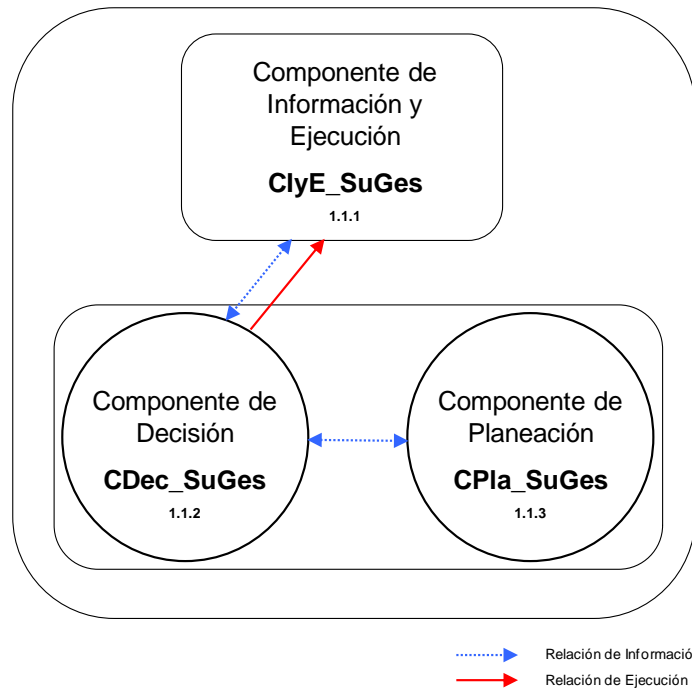 Componente de
Información y
Ejecución
CIyE_SuGes
1.1.1
Componente de
Decisión
CDec_SuGes
1.1.2
Componente de
Planeación
CPla_SuGes
1.1.3
Relación de Informació
Relación de Ejecución